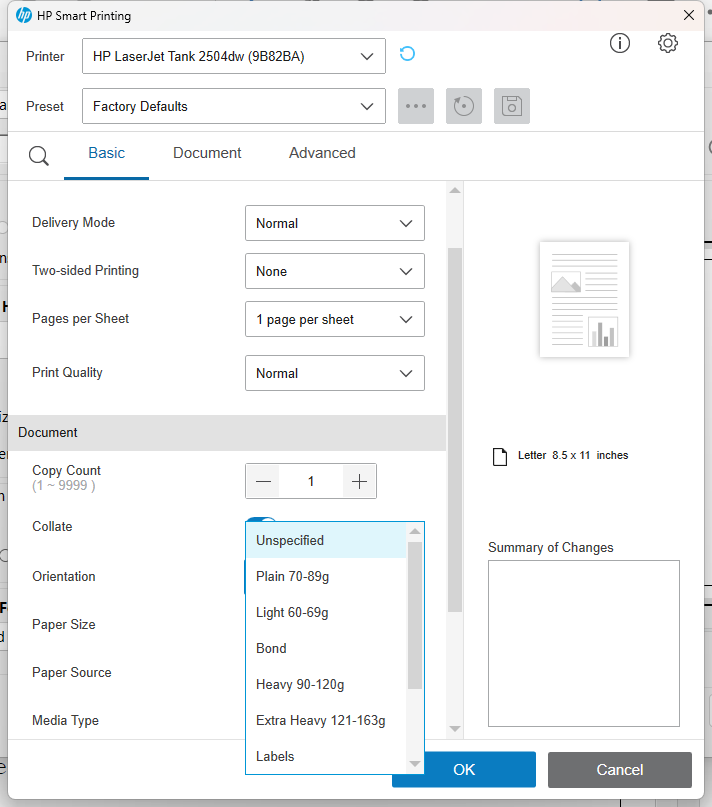 HP Smart Printing
Printer
HP LaserJet Tank 2504dw (9B82BA)
Preset
Factory Defaults
Basic
Document
Advanced
Delivery Mode
Normal
Two-sided Printing
None
Pages per Sheet
1 page per sheet
Print Quality
Normal
Document
Copy Count
(1 ~ 9999 )
1
Collate
Orientation
Paper Size
Paper Source
Media Type
Unspecified
Plain 70-89g
Light 60-69g
Bond
Heavy 90-120g
Extra Heavy 121-163g
Labels
Letter 8.5 x 11 inches
Summary of Changes
OK
Cancel